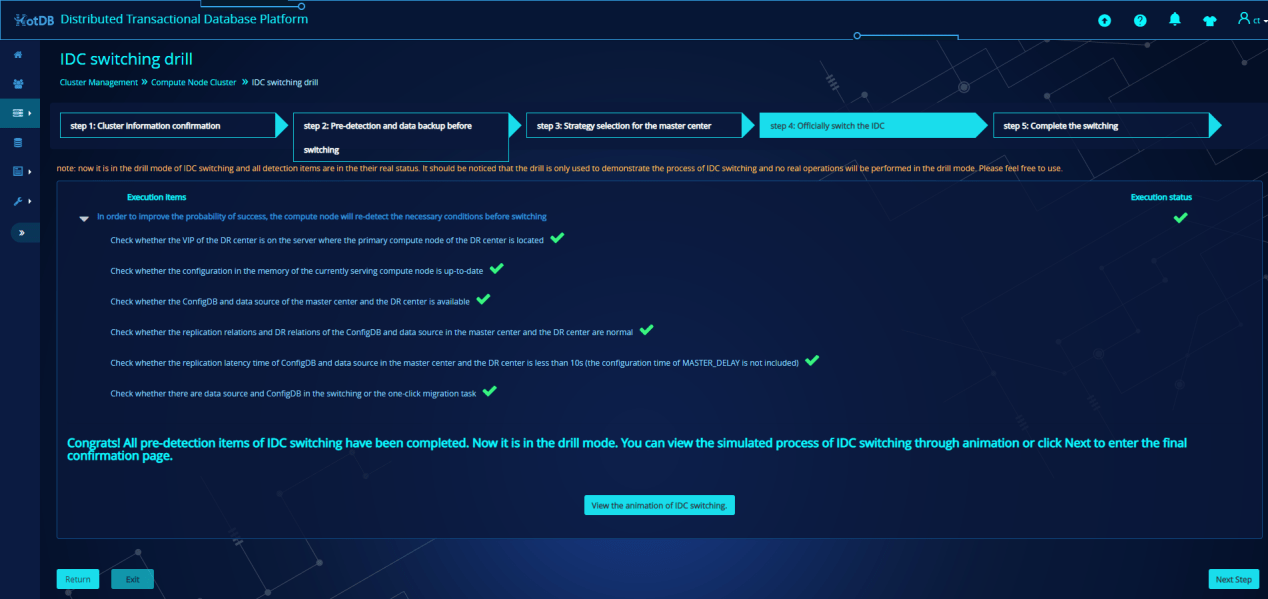 HotDB Distributed Transactional Database Platform
ct
IDC switching drill
Cluster Management » Compute Node Cluster » IDC switching drill
step 1: Cluster information confirmation
step 2: Pre-detection and data backup before
switching
step 3: Strategy selection for the master center
step 4: Officially switch the IDC
step 5: Complete the switching
note: now it is in the drill mode of IDC switching and all detection items are in the their real status. It should be noticed that the drill is only used to demonstrate the process of IDC switching and no real operations will be performed in the drill mode. Please feel free to use.
Execution items
Execution status
In order to improve the probability of success, the compute node will re-detect the necessary conditions before switching
Check whether the VIP of the DR center is on the server where the primary compute node of the DR center is located
Check whether the configuration in the memory of the currently serving compute node is up-to-date
Check whether the ConfigDB and data source of the master center and the DR center is available
Check whether the replication relations and DR relations of the ConfigDB and data source in the master center and the DR center are normal
Check whether the replication latency time of ConfigDB and data source in the master center and the DR center is less than 10s (the configuration time of MASTER_DELAY is not included)
Check whether there are data source and ConfigDB in the switching or the one-click migration task
Congrats! All pre-detection items of IDC switching have been completed. Now it is in the drill mode. You can view the simulated process of IDC switching through animation or click Next to enter the final
confirmation page.
View the animation of IDC switching.
Return
Exit
Next Step